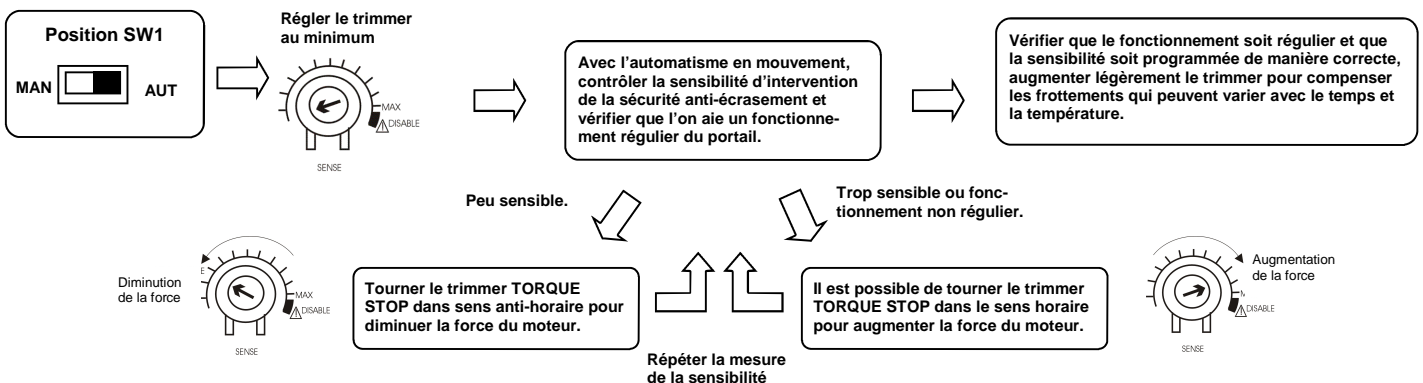 Position SW1
MAN
AUT
Régler le trimmer
au minimum
MAX
DISABLE
SENSE
Avec l’automatisme en mouvement,
contrôler la sensibilité d’intervention
de la sécurité anti-écrasement et
vérifier que l’on aie un fonctionne-
ment régulier du portail.
Vérifier que le fonctionnement soit régulier et que
la sensibilité soit programmée de manière correcte,
augmenter légèrement le trimmer pour compenser
les frottements qui peuvent varier avec le temps et
la température.
Peu sensible.
Trop sensible ou fonc-
tionnement non régulier.
Diminution
de la force
E
MAX
DISABLE
SENSE
Tourner le trimmer TORQUE
STOP dans sens anti-horaire pour
diminuer la force du moteur.
Répéter la mesure
de la sensibilité
Il est possible de tourner le trimmer
TORQUE STOP dans le sens horaire
pour augmenter la force du moteur.
Augmentation
de la force
DISABLE
SENSE